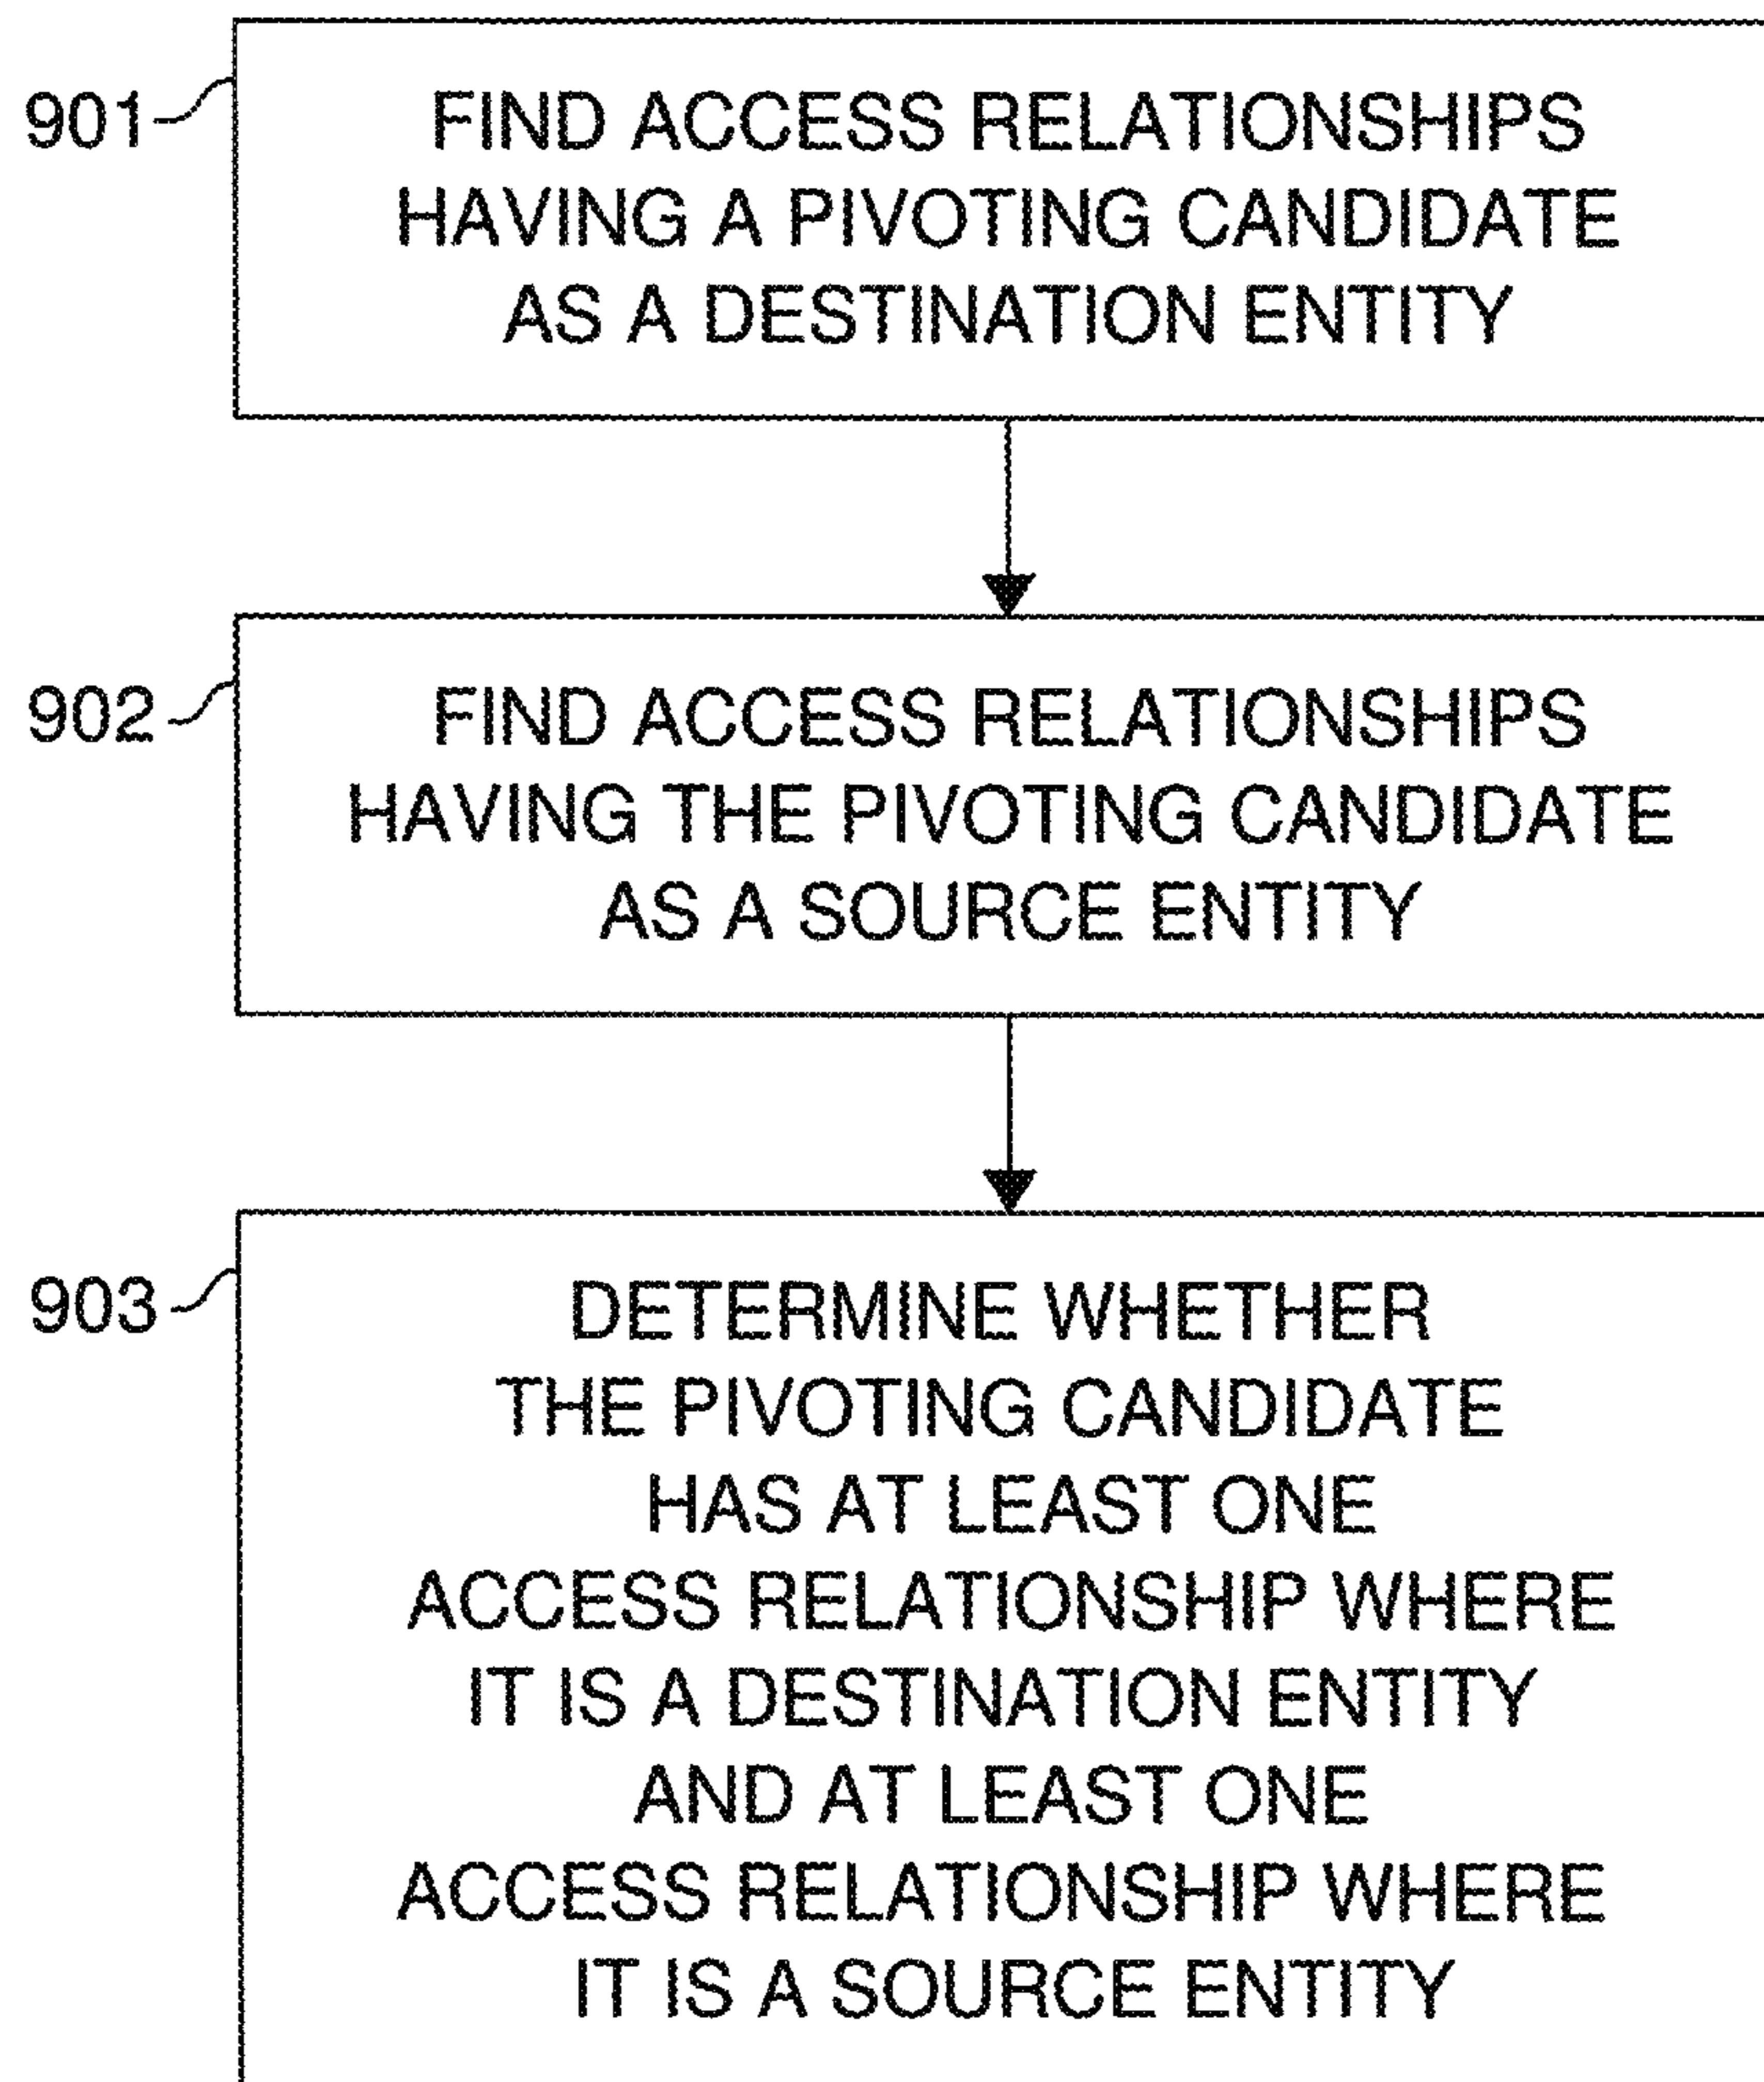 901
FIND ACCESS RELATIONSHIPS
HAVING A PIVOTING CANDIDATE
AS A DESTINATION ENTITY
902
FIND ACCESS RELATIONSHIPS
HAVING THE PIVOTING CANDIDATE
AS A SOURCE ENTITY
903
DETERMINE WHETHER
THE PIVOTING CANDIDATE
HAS AT LEAST ONE
ACCESS RELATIONSHIP WHERE
IT IS A DESTINATION ENTITY
AND AT LEAST ONE
ACCESS RELATIONSHIP WHERE
IT IS A SOURCE ENTITY